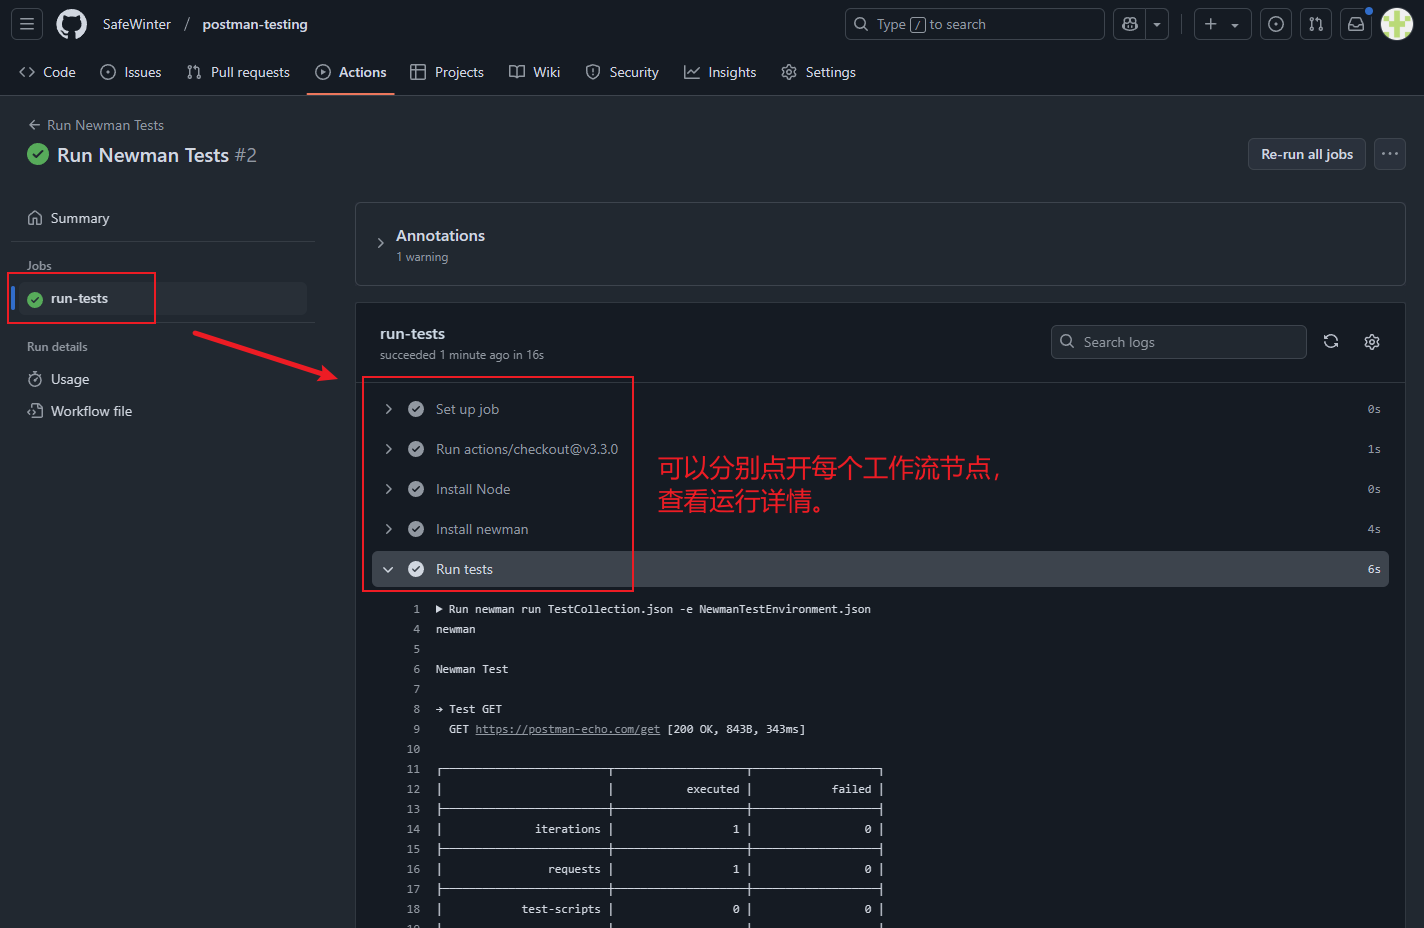 SafeWinter / postman-testing
Type / to search
Code
Issues
Pull requests
Actions
Projects
Wiki
Security
Insights
Settings
← Run Newman Tests
Run Newman Tests #2
Re-run all jobs
Summary
Jobs
run-tests
Run details
Usage
Workflow file
Annotations
1 warning
run-tests
succeeded 1 minute ago in 16s
Search logs
Set up job 0s
Run actions/checkout@v3.3.0 1s
Install Node 0s
Install newman 4s
Run tests 6s
可以分别点开每个工作流节点，
查看运行详情。
1 ▶ Run newman run TestCollection.json -e NewmanTestEnvironment.json
4 newman
5
6 Newman Test
7
8 → Test GET
9 GET https://postman-echo.com/get [200 OK, 843B, 343ms]
10
11
12 │ │ executed │ failed │
13
14 │ iterations │ 1 │ 0 │
15
16 │ requests │ 1 │ 0 │
17
18 │ test-scripts │ 0 │ 0 │